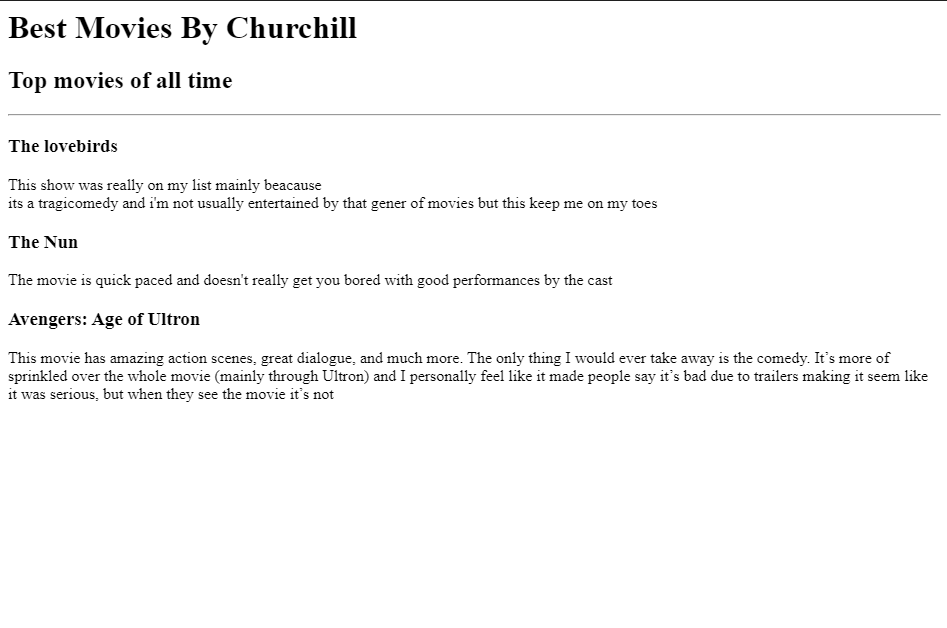 Best Movies By Churchill
Top movies of all time
The lovebirds
This show was really on my list mainly beacause
its a tragicomedy and i'm not usually entertained by that gener of movies but this keep me on my toes
The Nun
The movie is quick paced and doesn't really get you bored with good performances by the cast
Avengers: Age of Ultron
This movie has amazing action scenes, great dialogue, and much more. The only thing I would ever take away is the comedy. It’s more of
sprinkled over the whole movie (mainly through Ultron) and I personally feel like it made people say it’s bad due to trailers making it seem like
it was serious, but when they see the movie it’s not